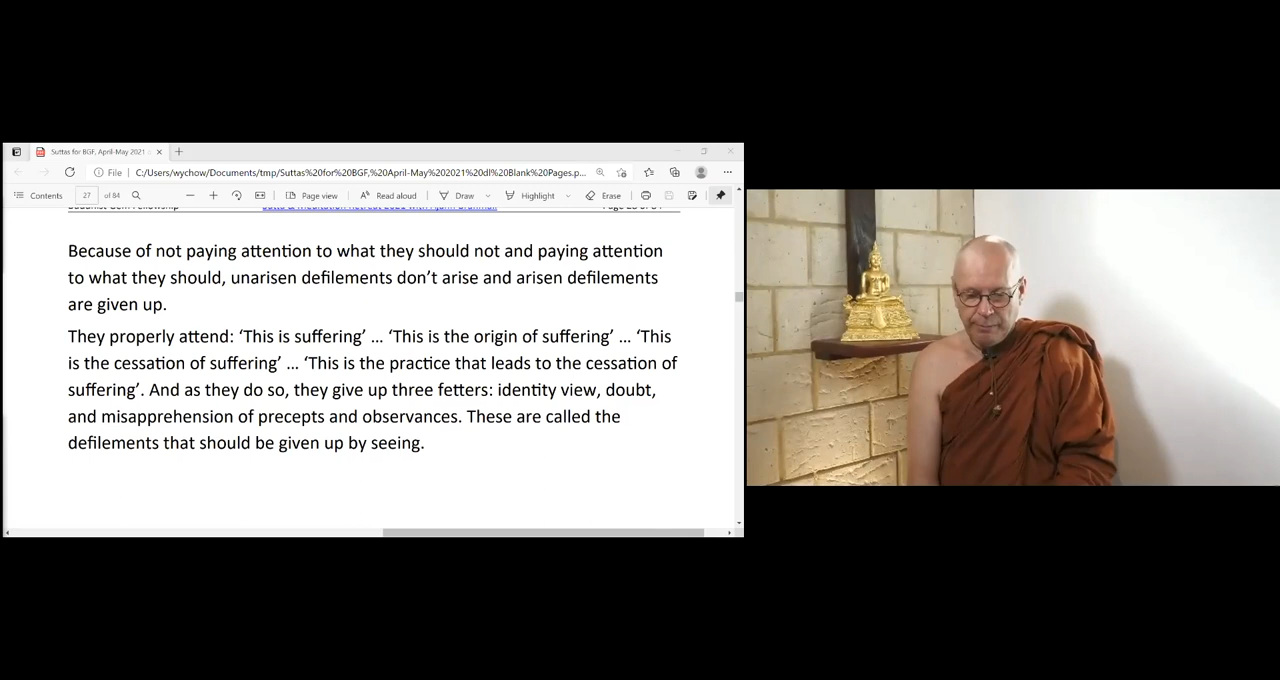 Suttas for BGF, April-May 2021
File
C:/Users/wychow/Documents/tmp/Suttas%20for%20BGF,%20April-May%202021%20dl%20Blank%20Pages.p...
Contents 27 of 84 Page view Read aloud Draw Highlight Erase
Because of not paying attention to what they should not and paying attention
to what they should, unarisen defilements don’t arise and arisen defilements
are given up.
They properly attend: ‘This is suffering’ … ‘This is the origin of suffering’ … ‘This
is the cessation of suffering’ … ‘This is the practice that leads to the cessation of
suffering’. And as they do so, they give up three fetters: identity view, doubt,
and misapprehension of precepts and observances. These are called the
defilements that should be given up by seeing.